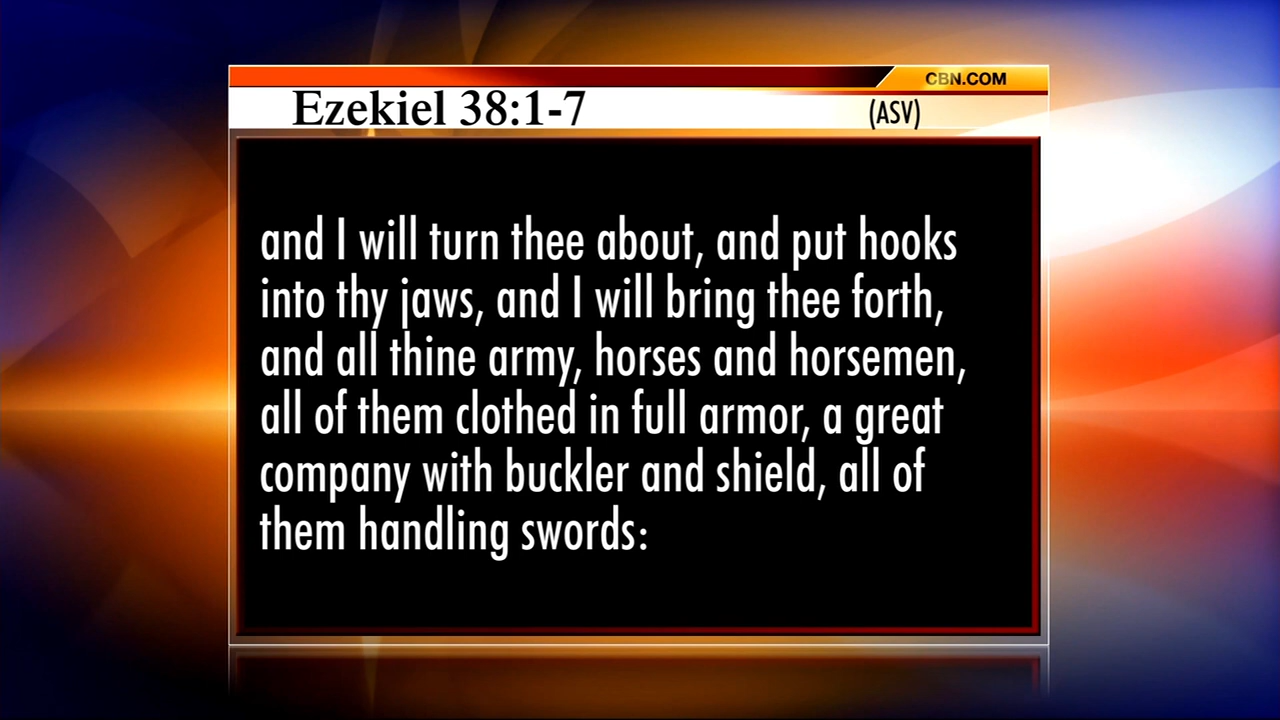 CBN.COM
Ezekiel 38:1-7 (ASV)
and I will turn thee about, and put hooks
into thy jaws, and I will bring thee forth,
and all thine army, horses and horsemen,
all of them clothed in full armor, a great
company with buckler and shield, all of
them handling swords: